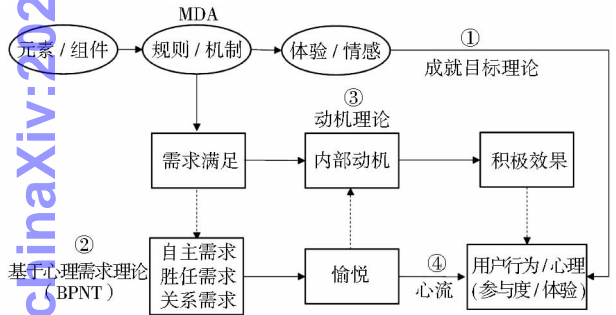 MDA
元素/组件
规则/机制
体验/情感
①
成就目标理论
③
动机理论
需求满足
内部动机
积极效果
②
基于心理需求理论
(BPNT)
自主需求
胜任需求
关系需求
愉悦
④
心流
用户行为/心理
(参与度/体验)
chinaXiv:202